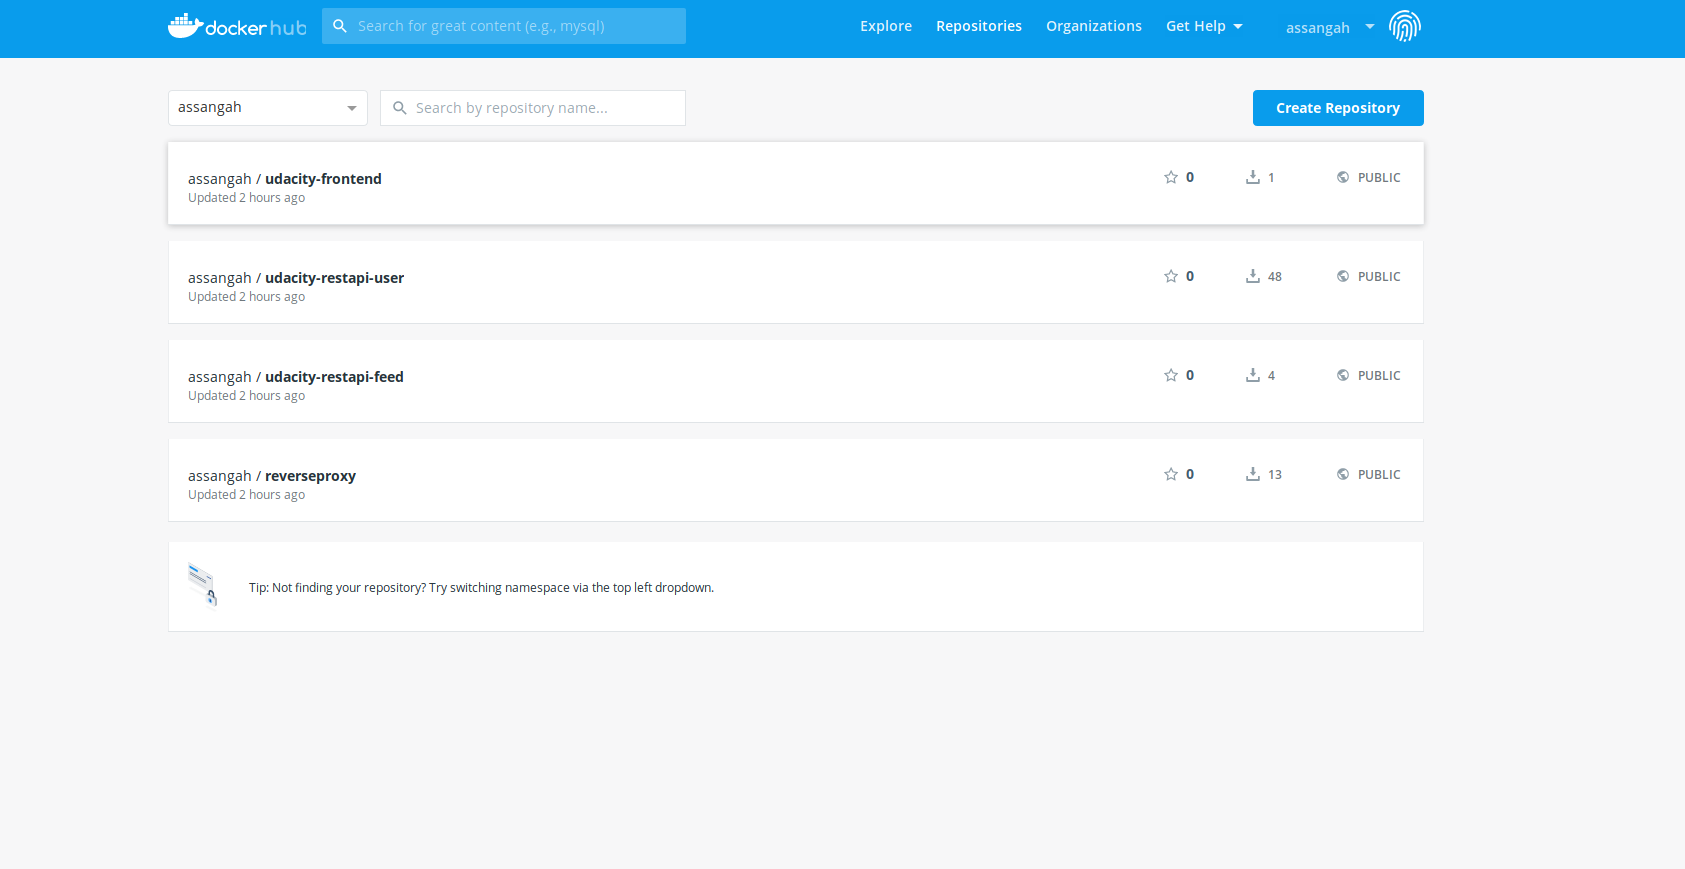 docker hub Search for great content (e.g., mysql) Explore Repositories Organizations Get Help assangah
assangah Search by repository name... Create Repository
assangah / udacity-frontend 0 1 PUBLIC
Updated 2 hours ago
assangah / udacity-restapi-user 0 48 PUBLIC
Updated 2 hours ago
assangah / udacity-restapi-feed 0 4 PUBLIC
Updated 2 hours ago
assangah / reverseproxy 0 13 PUBLIC
Updated 2 hours ago
Tip: Not finding your repository? Try switching namespace via the top left dropdown.